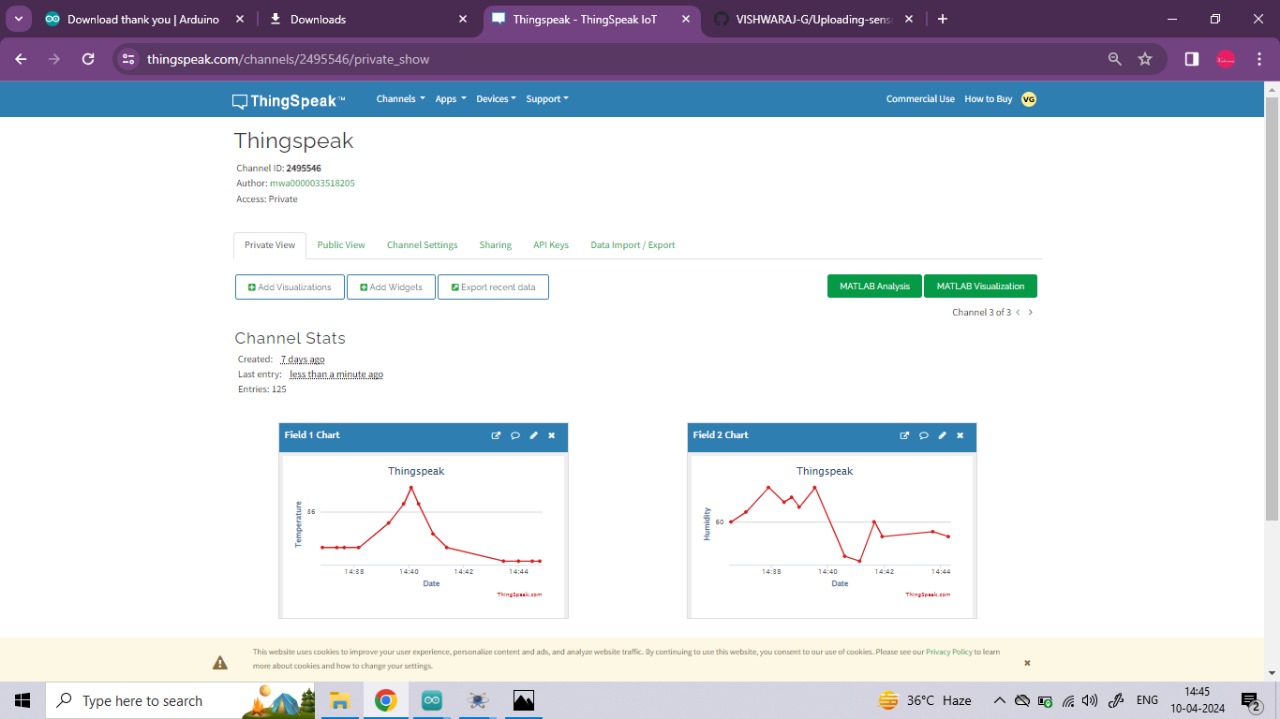 Download thank you | Arduino
ThingSpeak - ThingSpeak IoT
VISHWARAJ-G/Uploading-sens
thingspeak.com/channels/2495546/private_show
ThingSpeak™
Channels
Apps
Devices
Support
Commercial Use
How to Buy
VG
Thingspeak
Channel ID: 2495546
Author: mwa0000033518205
Access: Private
Private View
Public View
Channel Settings
Sharing
API Keys
Data Import / Export
Add Visualizations
Add Widgets
Export recent data
MATLAB Analysis
MATLAB Visualization
Channel 3 of 3
Channel Stats
Created: 7 days ago
Last entry: less than a minute ago
Entries: 125
Field 1 Chart
Thingspeak
Temperature
36
14:38
14:40
14:42
14:44
Date
ThingSpeak.com
Field 2 Chart
Thingspeak
Humidity
60
14:38
14:40
14:42
14:44
Date
ThingSpeak.com
This website uses cookies to improve your user experience, personalize content and ads, and analyze website traffic. By continuing to use this website, you consent to our use of cookies. Please see our Privacy Policy to learn
more about cookies and how to change your settings.
Type here to search
36°C Haze
ENG
14:45
10-04-2024
2